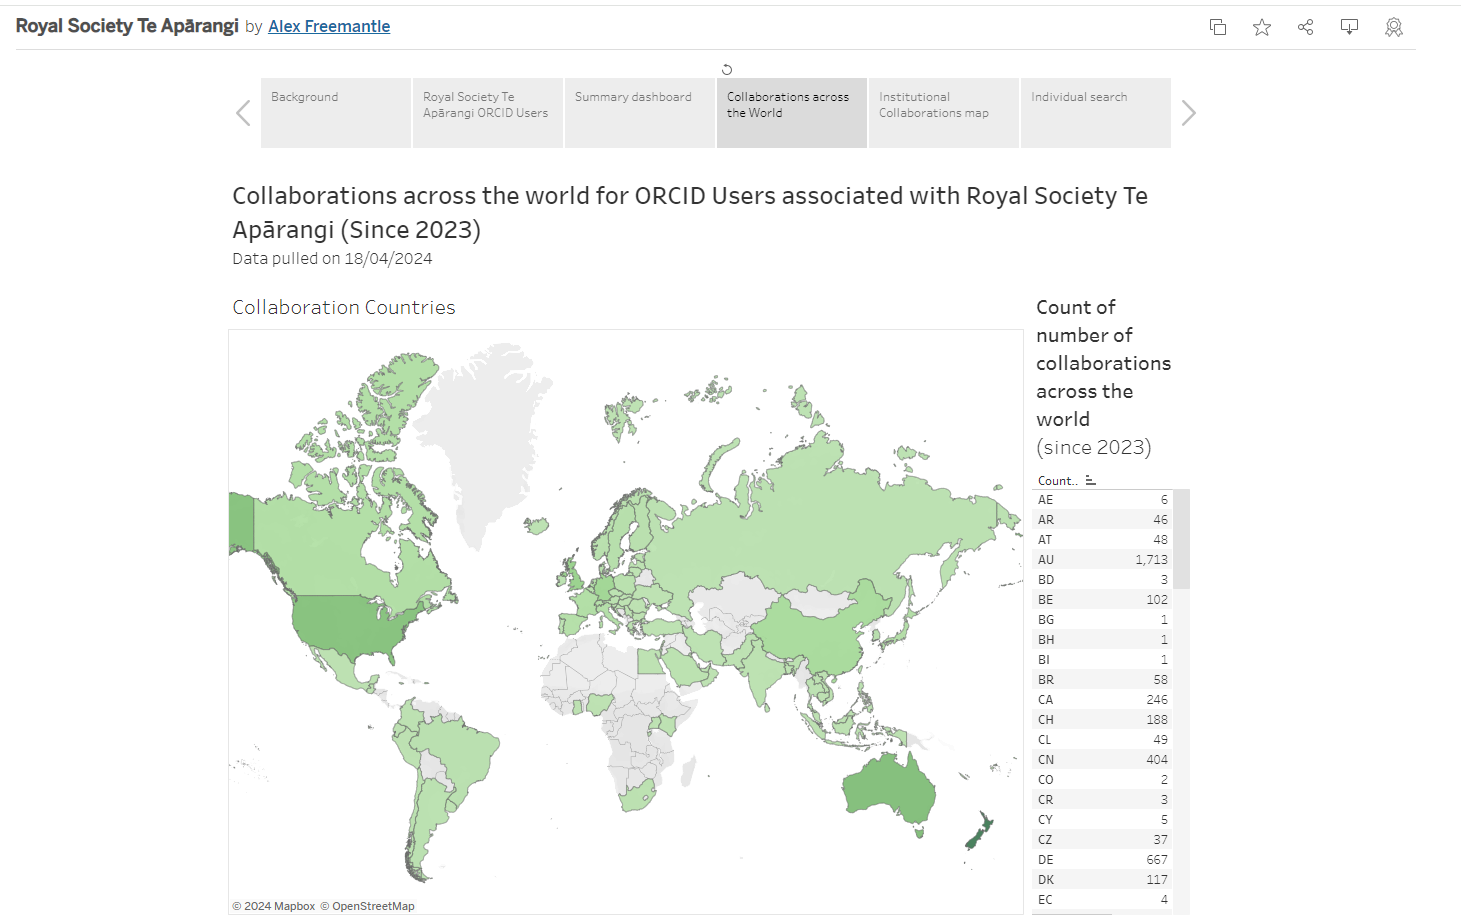 Royal Society Te Apārangi by Alex Freemantle
Background
Royal Society Te
Apārangi ORCID Users
Summary dashboard
Collaborations across
the World
Institutional
Collaborations map
Individual search
Collaborations across the world for ORCID Users associated with Royal Society Te
Apārangi (Since 2023)
Data pulled on 18/04/2024
Collaboration Countries
© 2024 Mapbox © OpenStreetMap
Count of
number of
collaborations
across the
world
(since 2023)
Count..
AE 6
AR 46
AT 48
AU 1,713
BD 3
BE 102
BG 1
BH 1
BI 1
BR 58
CA 246
CH 188
CL 49
CN 404
CO 2
CR 3
CY 5
CZ 37
DE 667
DK 117
EC 4